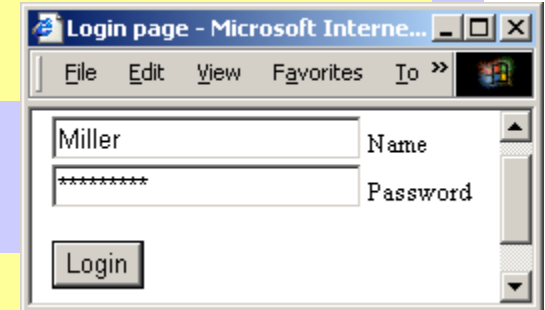 Login page - Microsoft Interne...
File Edit View Favorites To »
Miller Name
********* Password
Login